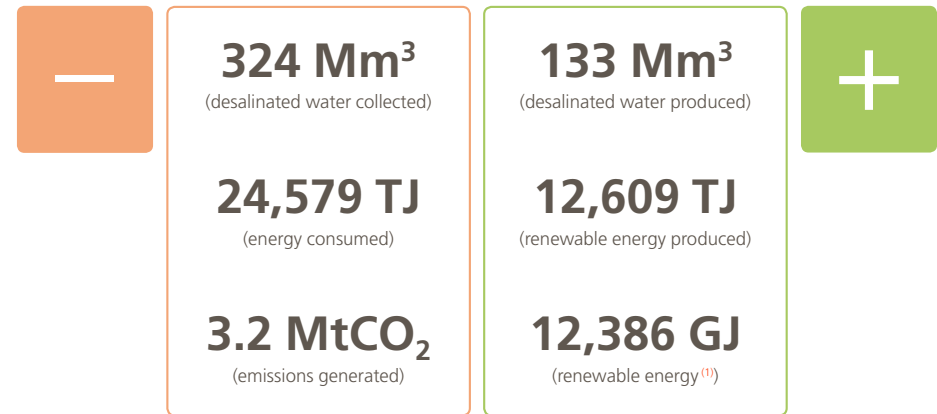 −
324 Mm³
(desalinated water collected)
24,579 TJ
(energy consumed)
3.2 MtCO₂
(emissions generated)
133 Mm³
(desalinated water produced)
12,609 TJ
(renewable energy produced)
12,386 GJ
(renewable energy⁽¹⁾)
+